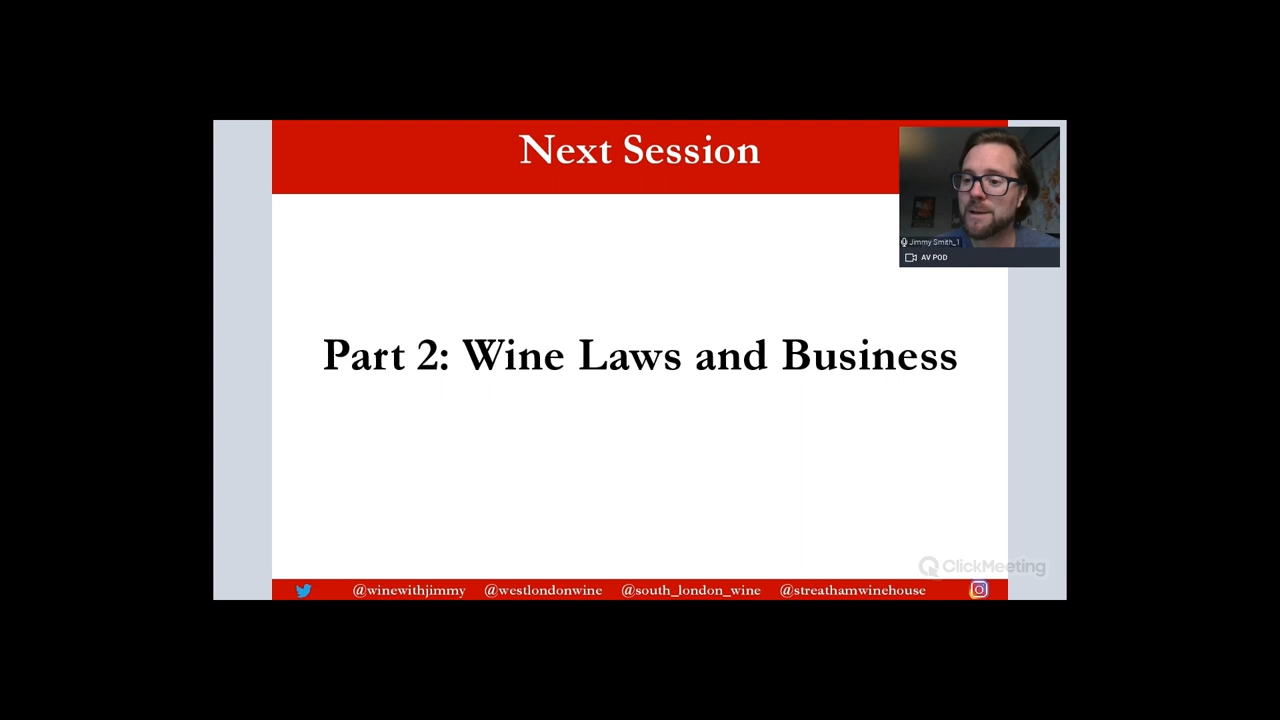 Next Session
Jimmy Smith_1
AV POD
Part 2: Wine Laws and Business
ClickMeeting
@winewithjimmy @westlondonwine @south_london_wine @streathamwinehouse